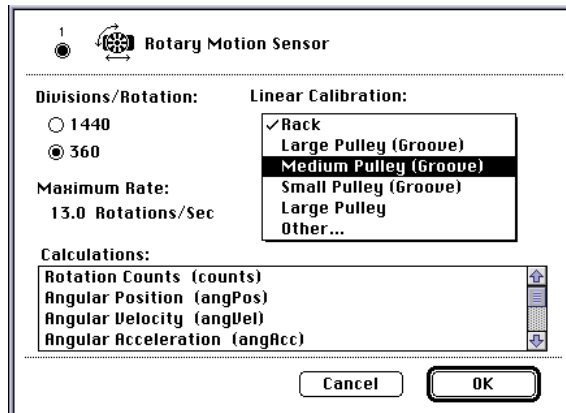 1
Rotary Motion Sensor
Divisions/Rotation:
1440
360
Maximum Rate:
13.0 Rotations/Sec
Linear Calibration:
✓Rack
Large Pulley (Groove)
Medium Pulley (Groove)
Small Pulley (Groove)
Large Pulley
Other...
Calculations:
Rotation Counts (counts)
Angular Position (angPos)
Angular Velocity (angVel)
Angular Acceleration (angAcc)
Cancel
OK